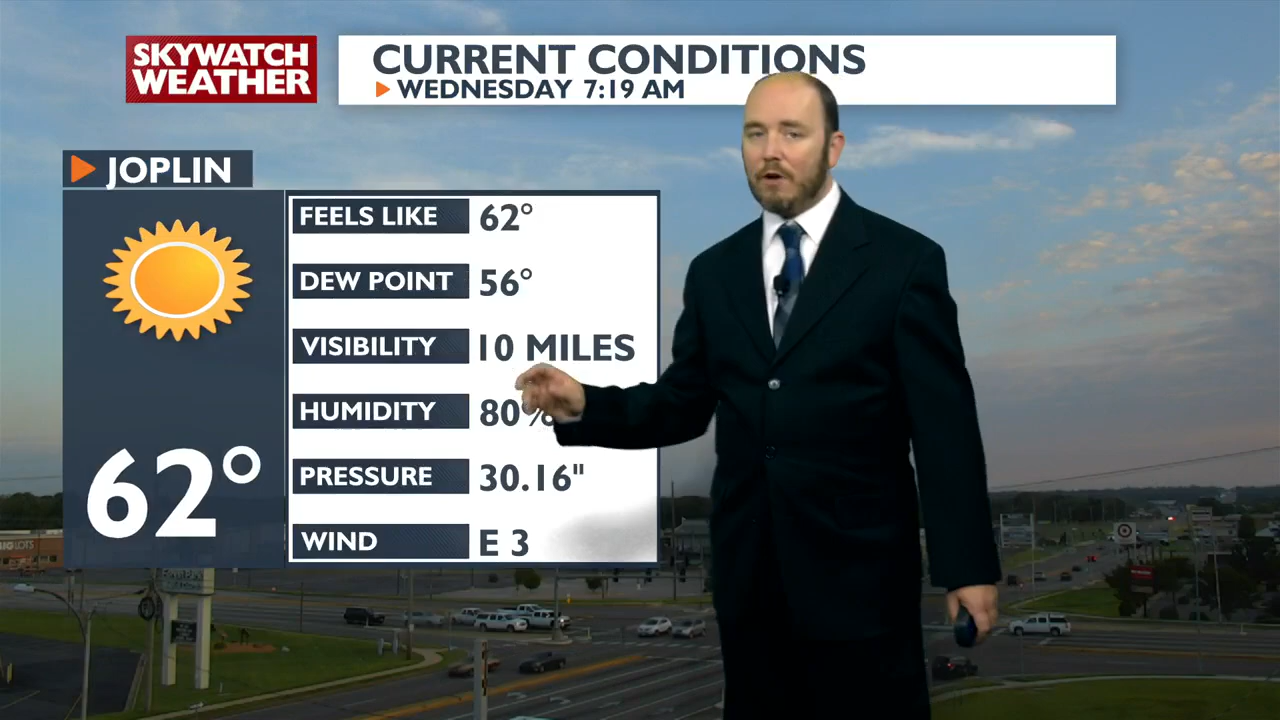 SKYWATCH
WEATHER
CURRENT CONDITIONS
WEDNESDAY 7:19 AM
JOPLIN
62°
FEELS LIKE 62°
DEW POINT 56°
VISIBILITY 10 MILES
HUMIDITY 80%
PRESSURE 30.16"
WIND E 3